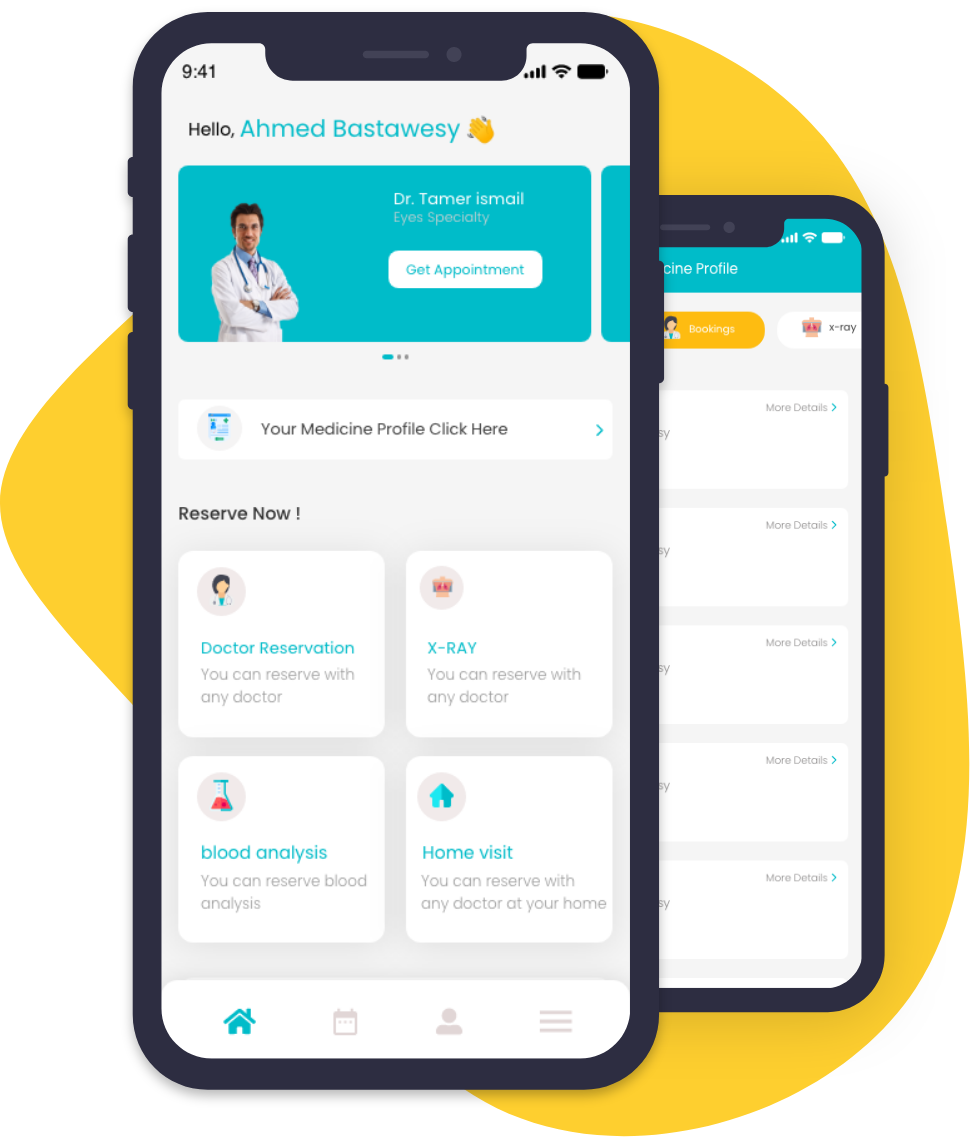 9:41
Hello, Ahmed Bastawesy 👋
Dr. Tamer ismail
Eyes Specialty
Get Appointment
Your Medicine Profile Click Here
Reserve Now !
Doctor Reservation
You can reserve with
any doctor
X-RAY
You can reserve with
any doctor
blood analysis
You can reserve blood
analysis
Home visit
You can reserve with
any doctor at your home
cine Profile
Bookings
x-ray
More Details
sy
More Details
sy
More Details
sy
More Details
sy
More Details
sy